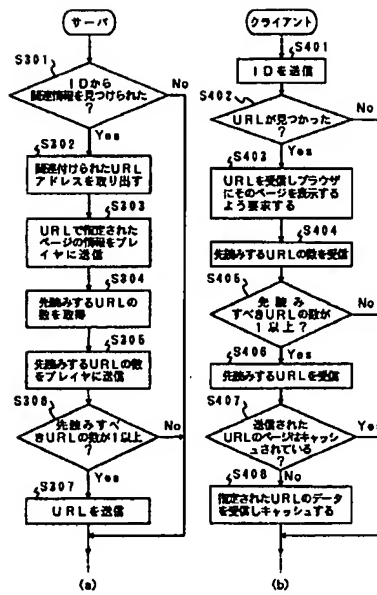 サーバ
S301
IDから
関連情報を見つけられた
?
No
Yes
S302
関連付けられたURL
アドレスを取り出す
S303
URLで指定された
ページの情報をプレ
イヤに送信
S304
先読みするURLの
数を取得
S305
先読みするURLの数
をプレイヤに送信
S306
先読みすべ
きURLの数が1以上
?
No
Yes
S307
URLを送信
(a)
クライアント
S401
IDを送信
S402
URLが見つかった
?
No
Yes
S403
URLを受信しブラウザ
にそのページを表示する
よう要求する
S404
先読みするURLの数を受信
S405
先読み
すべきURLの数が
1以上?
No
Yes
S406
先読みするURLを受信
S407
送信された
URLのページはキャッシ
ュされている
?
Yes
No
S408
指定されたURLのデータ
を受信しキャッシュする
(b)